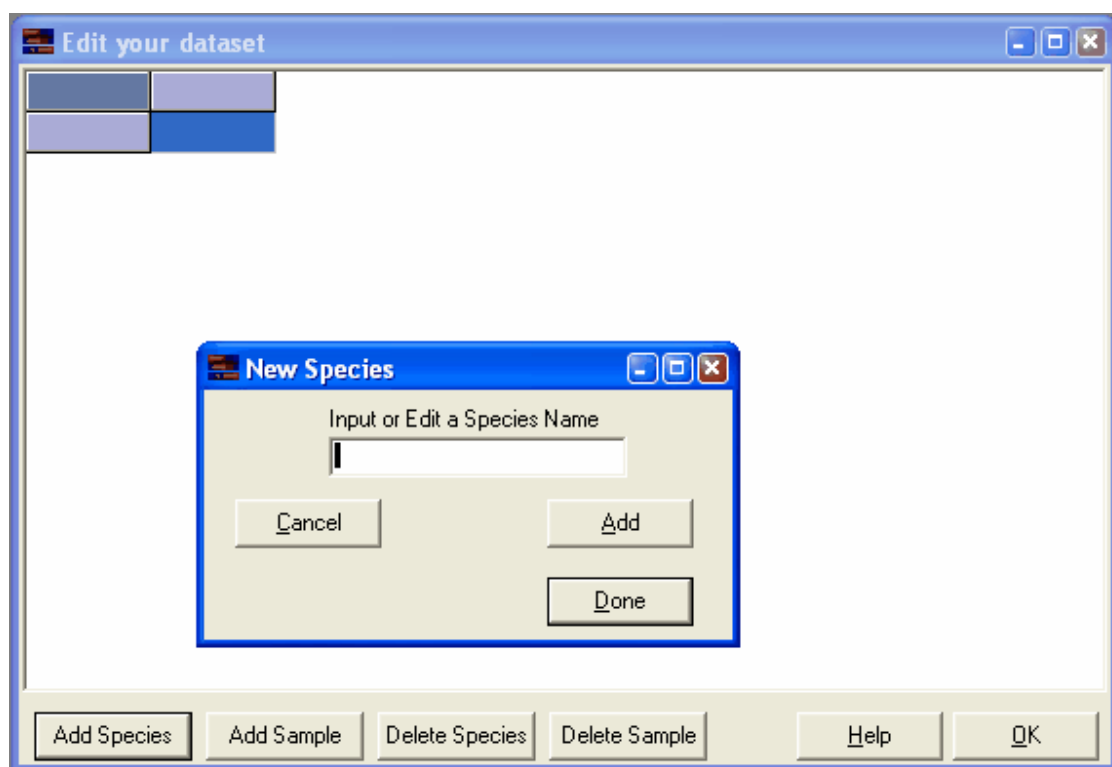 Edit your dataset
New Species
Input or Edit a Species Name
Cancel Add
Done
Add Species Add Sample Delete Species Delete Sample Help OK